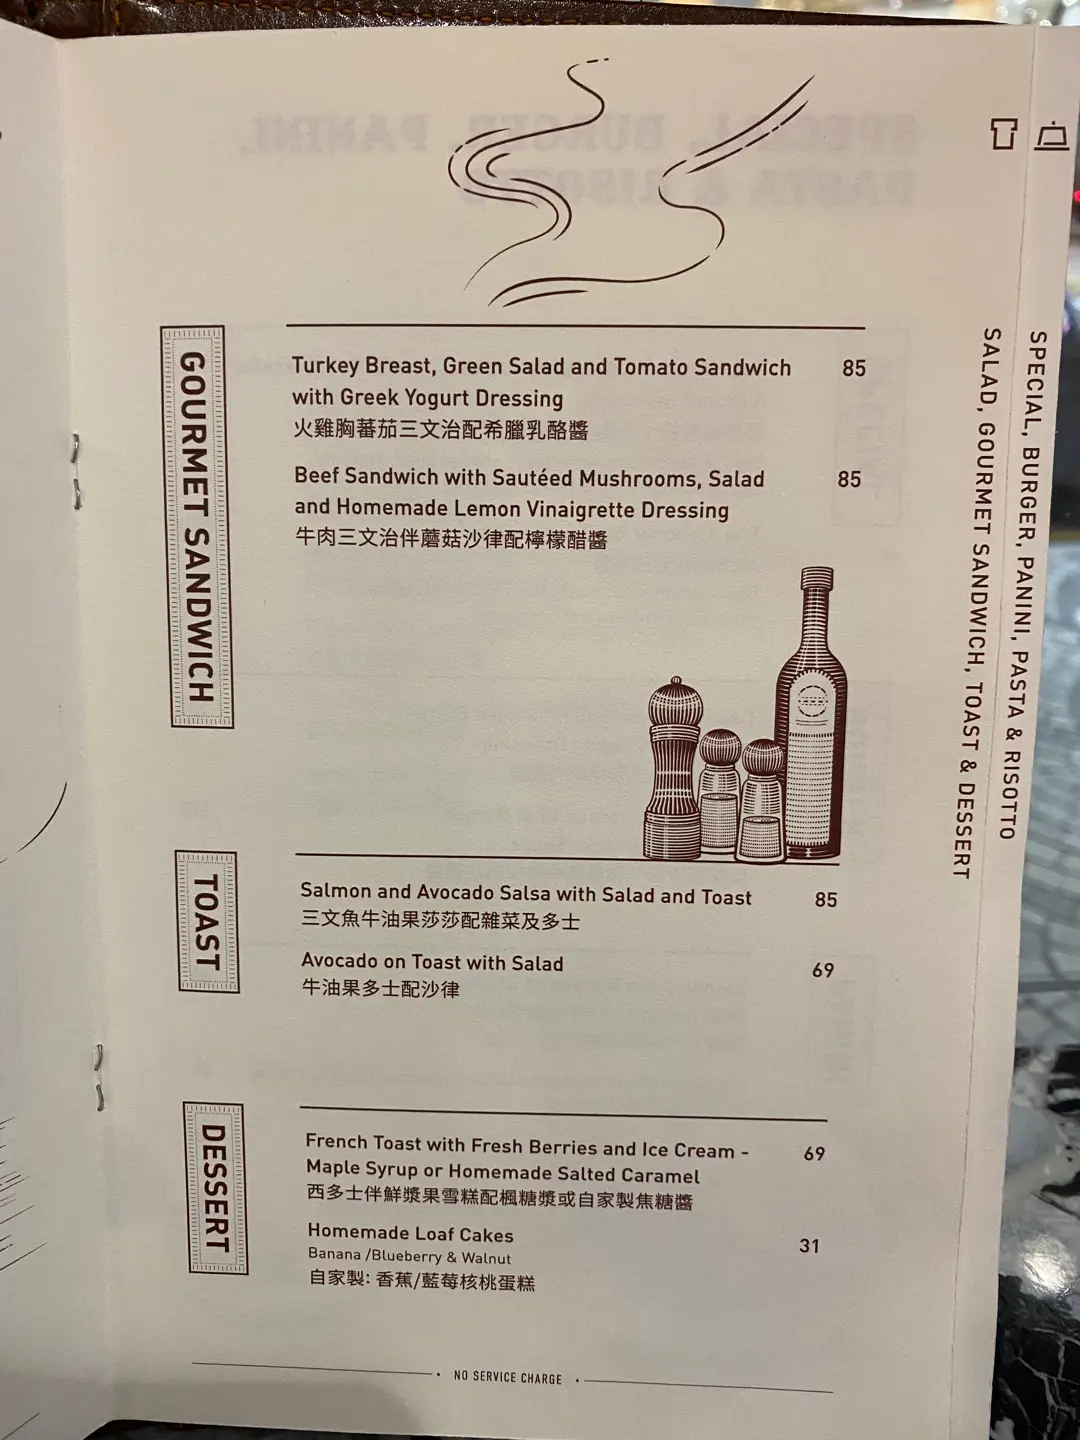 GOURMET SANDWICH
Turkey Breast, Green Salad and Tomato Sandwich 85
with Greek Yogurt Dressing
火雞胸蕃茄三文治配希臘乳酪醬
Beef Sandwich with Sautéed Mushrooms, Salad 85
and Homemade Lemon Vinaigrette Dressing
牛肉三文治伴蘑菇沙律配檸檬醋醬
TOAST
Salmon and Avocado Salsa with Salad and Toast 85
三文魚牛油果莎莎配雜菜及多士
Avocado on Toast with Salad 69
牛油果多士配沙律
DESSERT
French Toast with Fresh Berries and Ice Cream - 69
Maple Syrup or Homemade Salted Caramel
西多士伴鮮漿果雪糕配楓糖漿或自家製焦糖醬
Homemade Loaf Cakes 31
Banana /Blueberry & Walnut
自家製: 香蕉/藍莓核桃蛋糕
• NO SERVICE CHARGE •
SALAD, GOURMET SANDWICH, TOAST & DESSERT
SPECIAL, BURGER, PANINI, PASTA & RISOTTO